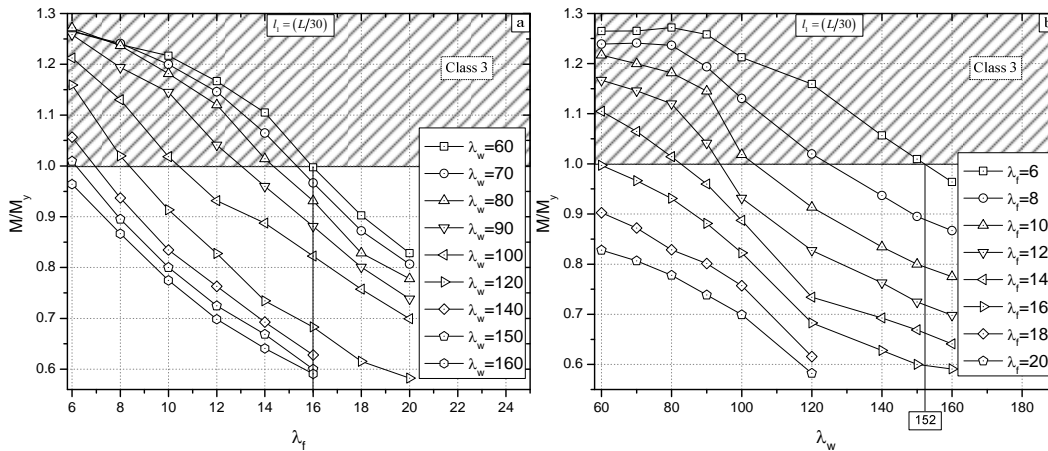 l₁ = (L/30)
a
Class 3
M/My
1.3
1.2
1.1
1.0
0.9
0.8
0.7
0.6
6 8 10 12 14 16 18 20 22 24
λf
λw=60
λw=70
λw=80
λw=90
λw=100
λw=120
λw=140
λw=150
λw=160
l₁ = (L/30)
b
Class 3
M/My
1.3
1.2
1.1
1.0
0.9
0.8
0.7
0.6
60 80 100 120 140 160 180
152
λw
λf=6
λf=8
λf=10
λf=12
λf=14
λf=16
λf=18
λf=20